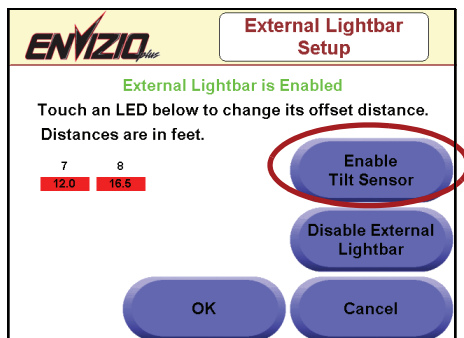 ENVIZIO plus
External Lightbar
Setup
External Lightbar is Enabled
Touch an LED below to change its offset distance.
Distances are in feet.
7 8
12.0 16.5
Enable
Tilt Sensor
Disable External
Lightbar
OK Cancel